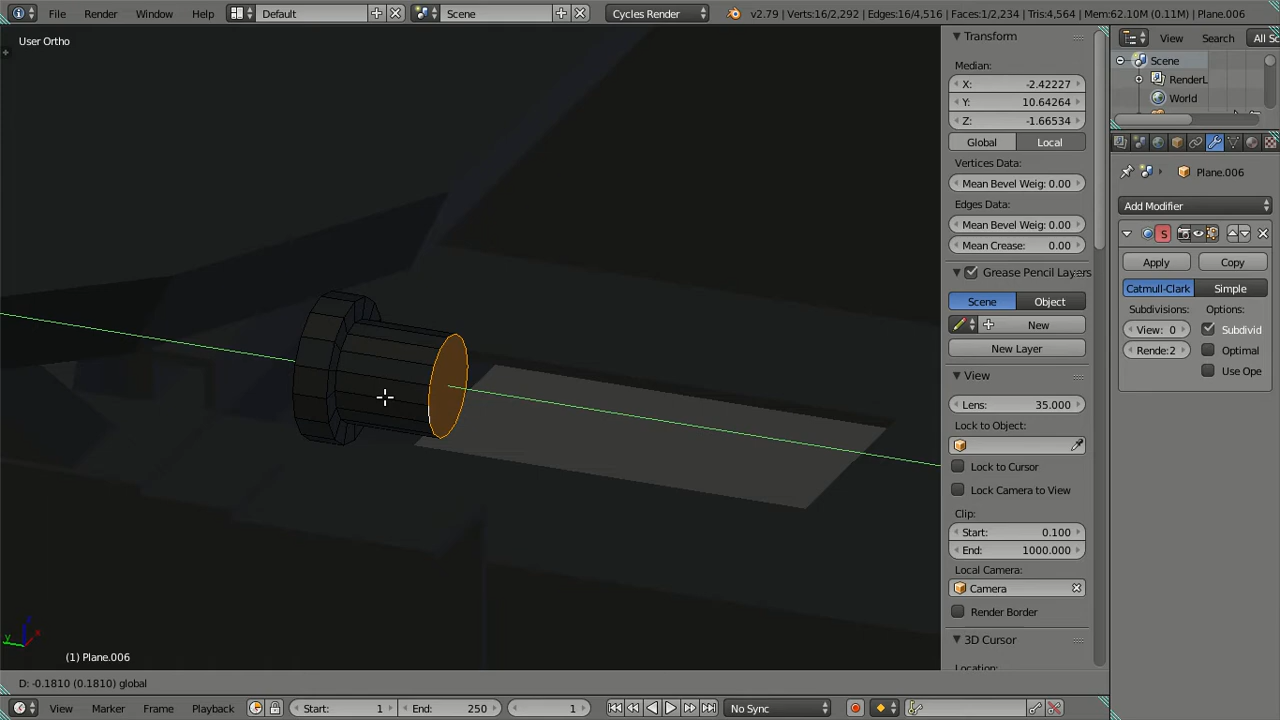 File Render Window Help Default Scene Cycles Render v2.79 | Verts:16/2,292 | Edges:16/4,516 | Faces:1/2,234 | Tris:4,564 | Mem:62.10M (0.11M) | Plane.006
User Ortho
Transform
Median:
X: -2.42227
Y: 10.64264
Z: -1.66534
Global Local
Vertices Data:
Mean Bevel Weig: 0.00
Edges Data:
Mean Bevel Weig: 0.00
Mean Crease: 0.00
Grease Pencil Layers
Scene Object
New
New Layer
View
Lens: 35.000
Lock to Object:
Lock to Cursor
Lock Camera to View
Clip:
Start: 0.100
End: 1000.000
Local Camera:
Camera
Render Border
3D Cursor
Location:
View Search All Sc
Scene
RenderL
World
Plane.006
Add Modifier
S
Apply Copy
Catmull-Clark Simple
Subdivisions: Options:
View: 0 Subdivid
Rende: 2 Optimal
Use Ope
(1) Plane.006
D: -0.1810 (0.1810) global
View Marker Frame Playback Start: 1 End: 250 1 No Sync